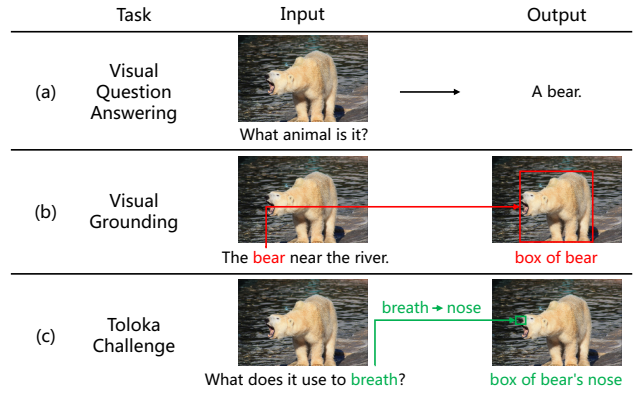 Task Input Output
(a) Visual Question Answering What animal is it? A bear.
(b) Visual Grounding The bear near the river. box of bear
(c) Toloka Challenge breath → nose What does it use to breath? box of bear's nose